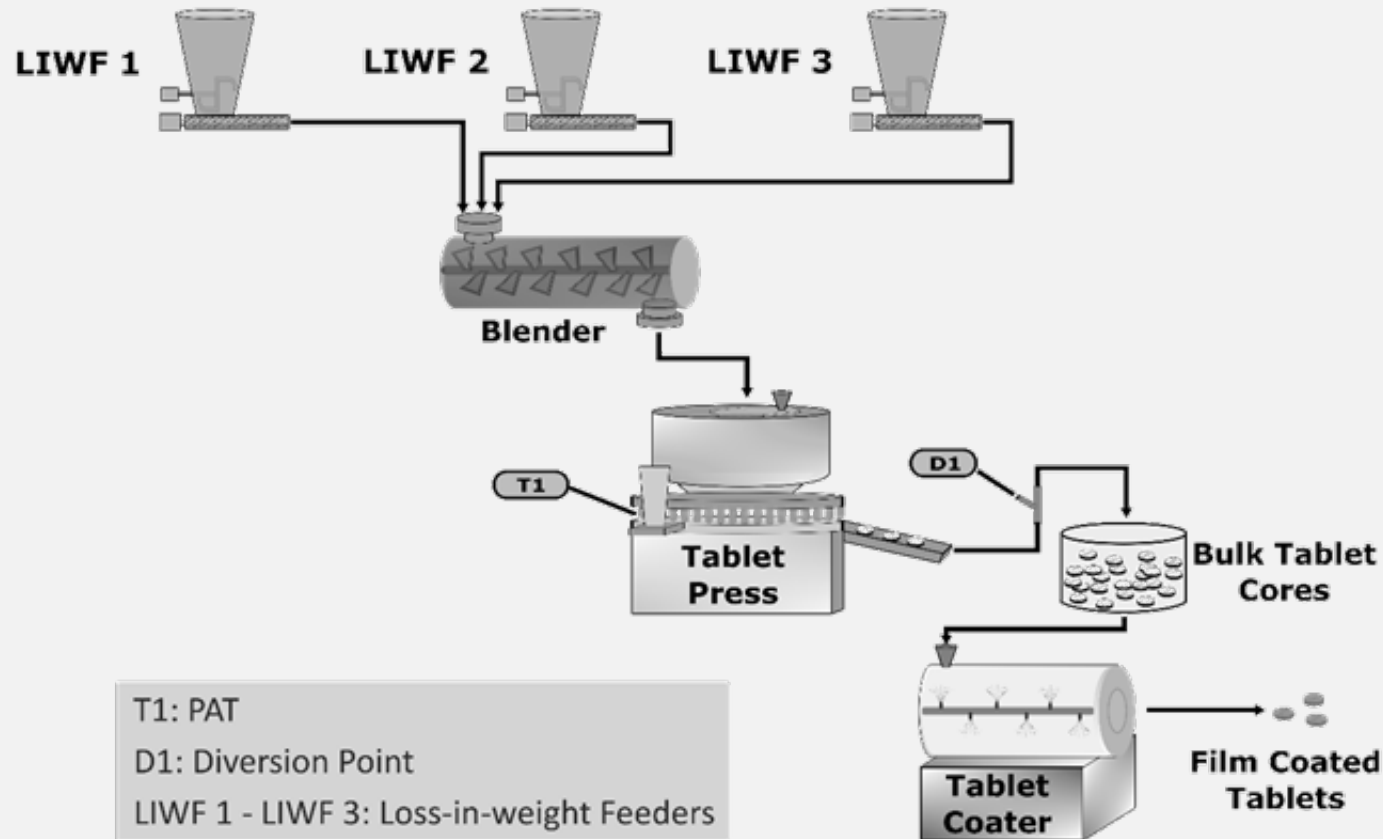 LIWF 1
LIWF 2
LIWF 3
Blender
T1
D1
Tablet
Press
Bulk Tablet
Cores
T1: PAT
D1: Diversion Point
LIWF 1 - LIWF 3: Loss-in-weight Feeders
Tablet
Coater
Film Coated
Tablets